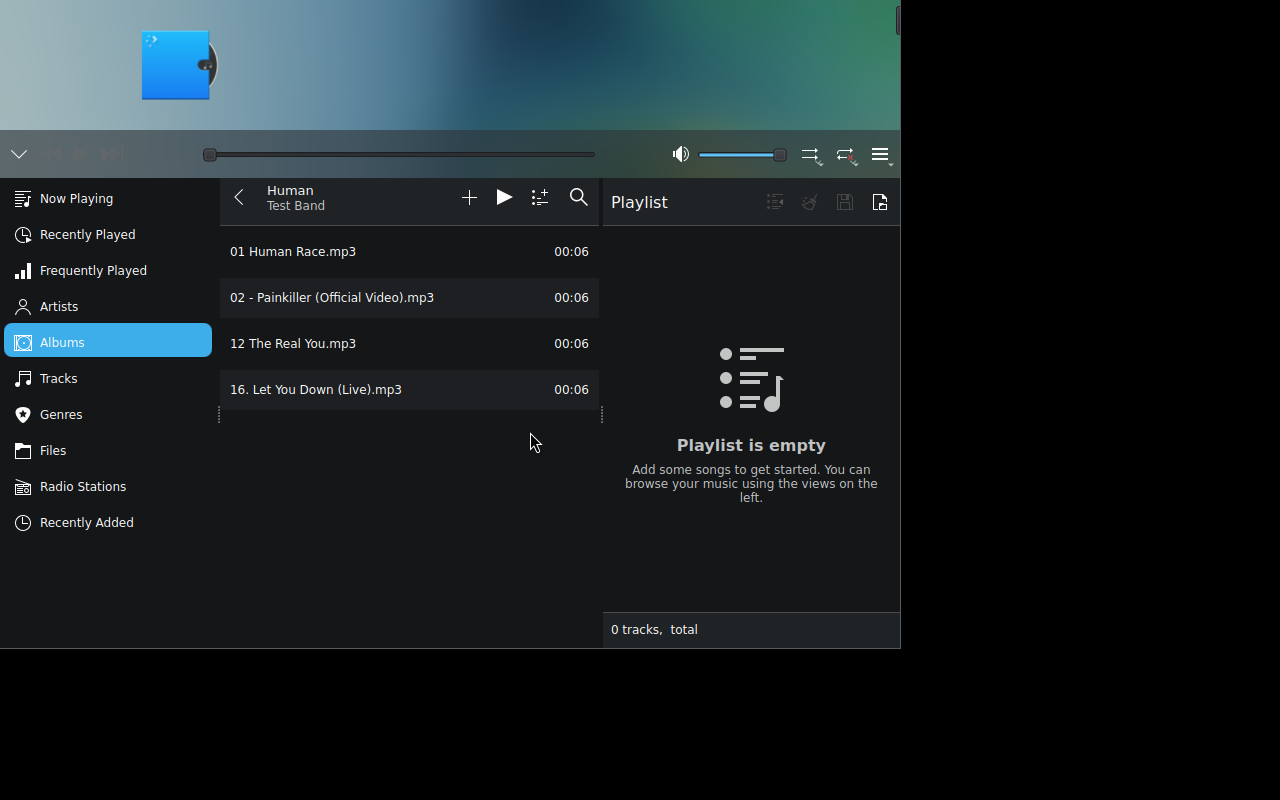 Now Playing
Recently Played
Frequently Played
Artists
Albums
Tracks
Genres
Files
Radio Stations
Recently Added
Human
Test Band
01 Human Race.mp3 00:06
02 - Painkiller (Official Video).mp3 00:06
12 The Real You.mp3 00:06
16. Let You Down (Live).mp3 00:06
Playlist
Playlist is empty
Add some songs to get started. You can
browse your music using the views on the
left.
0 tracks, total